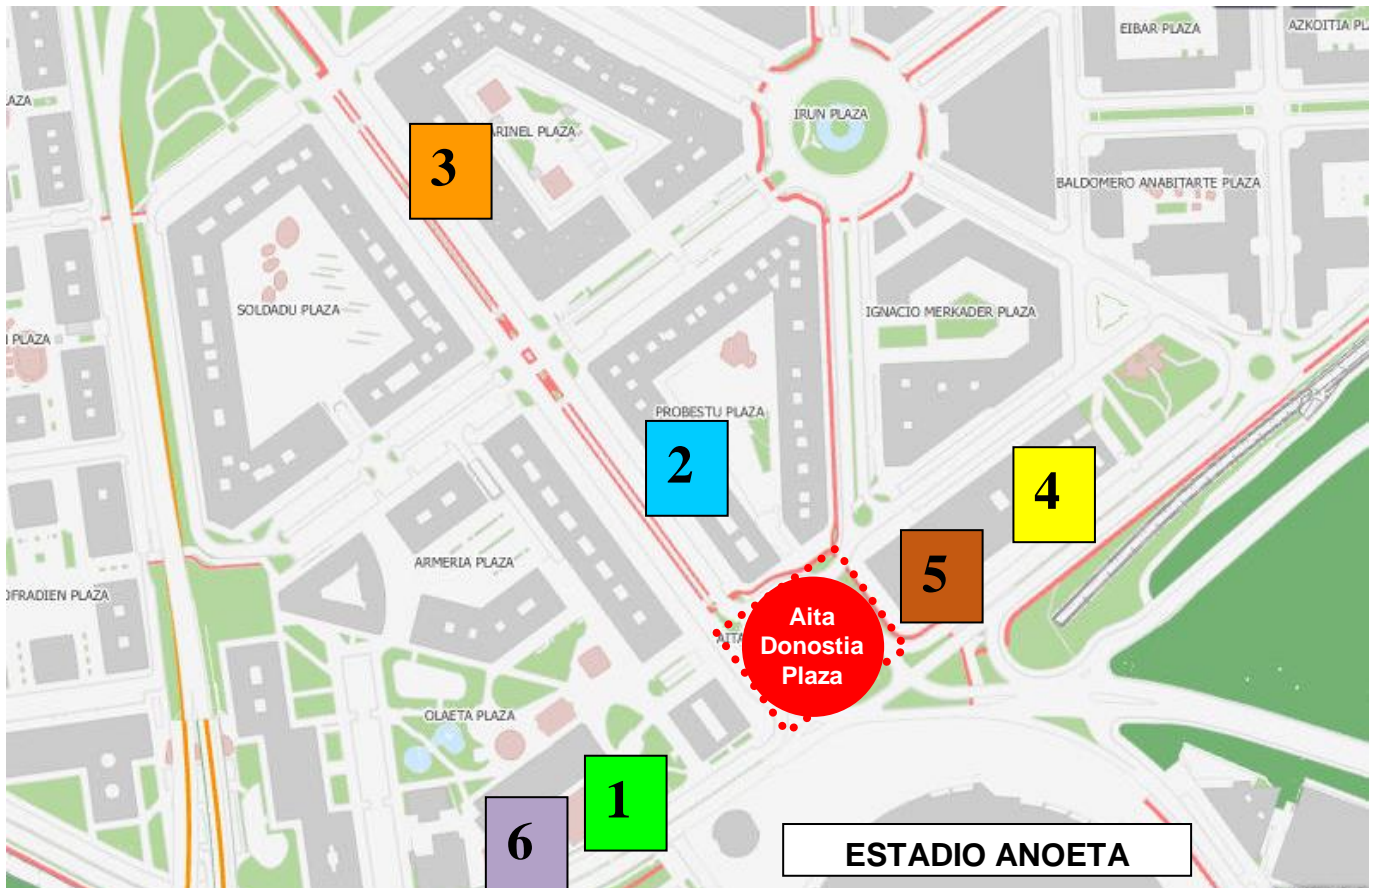 EIBAR PLAZA
AZKOITIA PL
AZA
ARINEL PLAZA
IRUN PLAZA
3
BALDOMERO ANABITARTE PLAZA
SOLDADU PLAZA
IGNACIO MERKADER PLAZA
PLAZA
PROBESTU PLAZA
2
4
ARMERIA PLAZA
5
OFRADIEN PLAZA
Aita
Donostia
Plaza
AITA
OLAETA PLAZA
1
6
ESTADIO ANOETA